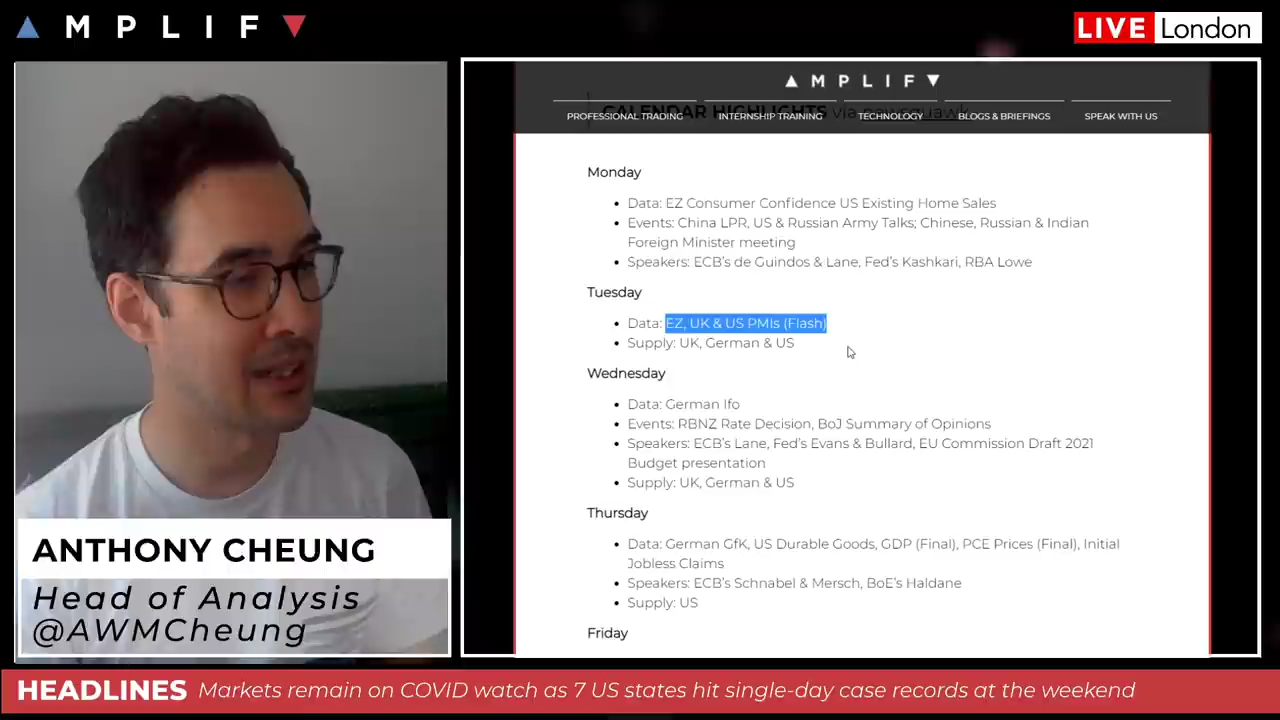 AMPLIFY
LIVE London
AMPLIFY
CALENDAR HIGHLIGHTS via newsquawk
PROFESSIONAL TRADING
INTERNSHIP TRAINING
TECHNOLOGY
BLOGS & BRIEFINGS
SPEAK WITH US
Monday
• Data: EZ Consumer Confidence US Existing Home Sales
• Events: China LPR, US & Russian Army Talks; Chinese, Russian & Indian
Foreign Minister meeting
• Speakers: ECB's de Guindos & Lane, Fed's Kashkari, RBA Lowe
Tuesday
• Data: EZ, UK & US PMIs (Flash)
• Supply: UK, German & US
Wednesday
• Data: German Ifo
• Events: RBNZ Rate Decision, BoJ Summary of Opinions
• Speakers: ECB's Lane, Fed's Evans & Bullard, EU Commission Draft 2021
Budget presentation
• Supply: UK, German & US
Thursday
• Data: German GfK, US Durable Goods, GDP (Final), PCE Prices (Final), Initial
Jobless Claims
• Speakers: ECB's Schnabel & Mersch, BoE's Haldane
• Supply: US
Friday
ANTHONY CHEUNG
Head of Analysis
@AWMCheung
HEADLINES Markets remain on COVID watch as 7 US states hit single-day case records at the weekend